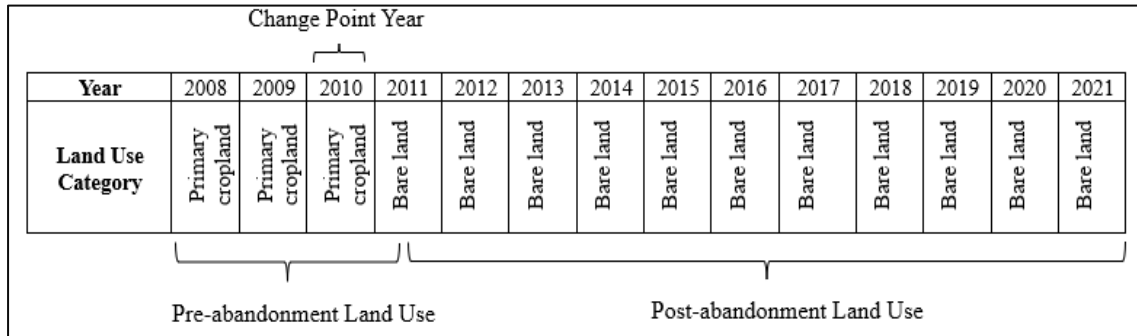 Change Point Year
Year 2008 2009 2010 2011 2012 2013 2014 2015 2016 2017 2018 2019 2020 2021
Land Use
Category
Primary
cropland
Primary
cropland
Primary
cropland
Bare land
Bare land
Bare land
Bare land
Bare land
Bare land
Bare land
Bare land
Bare land
Bare land
Bare land
Pre-abandonment Land Use
Post-abandonment Land Use